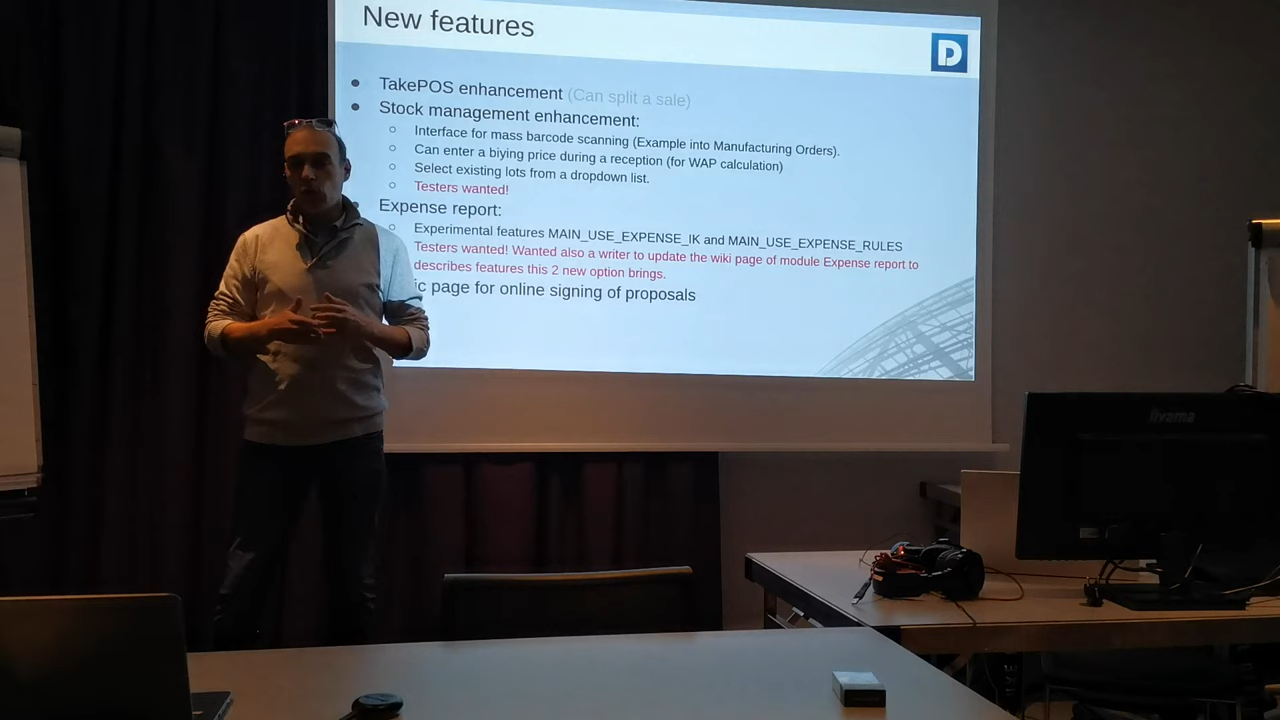 New features
TakePOS enhancement (Can split a sale)
Stock management enhancement:
Interface for mass barcode scanning (Example into Manufacturing Orders).
Can enter a biying price during a reception (for WAP calculation)
Select existing lots from a dropdown list.
Testers wanted!
Expense report:
Experimental features MAIN_USE_EXPENSE_IK and MAIN_USE_EXPENSE_RULES
Testers wanted! Wanted also a writer to update the wiki page of module Expense report to
describes features this 2 new option brings.
ic page for online signing of proposals
iiyama